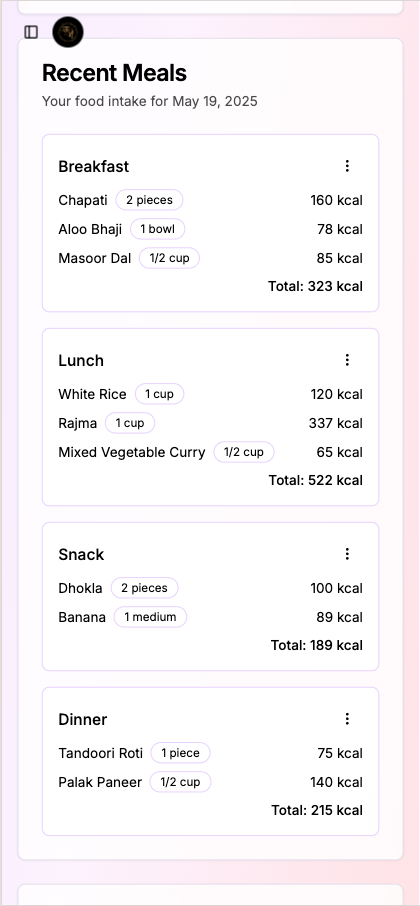 Recent Meals
Your food intake for May 19, 2025
Breakfast
Chapati 2 pieces 160 kcal
Aloo Bhaji 1 bowl 78 kcal
Masoor Dal 1/2 cup 85 kcal
Total: 323 kcal
Lunch
White Rice 1 cup 120 kcal
Rajma 1 cup 337 kcal
Mixed Vegetable Curry 1/2 cup 65 kcal
Total: 522 kcal
Snack
Dhokla 2 pieces 100 kcal
Banana 1 medium 89 kcal
Total: 189 kcal
Dinner
Tandoori Roti 1 piece 75 kcal
Palak Paneer 1/2 cup 140 kcal
Total: 215 kcal